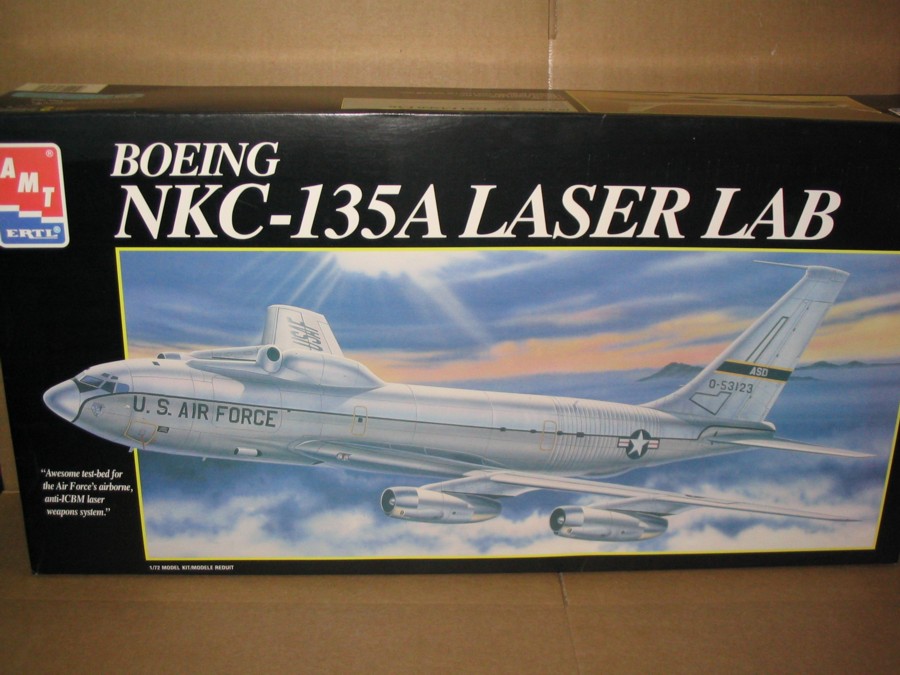 AMT®
ERTL®
BOEING
NKC-135A LASER LAB
USAF
ASD
0-53123
U. S. AIR FORCE
"Awesome test-bed for
the Air Force's airborne,
anti-ICBM laser
weapons system."
1/72 MODEL KIT/MODELE REDUIT